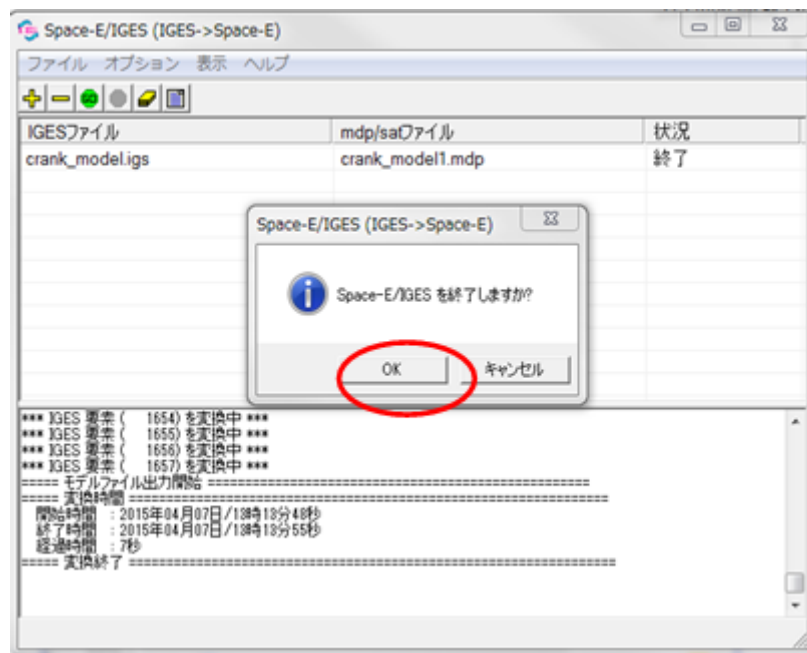 Space-E/IGES (IGES->Space-E)
ファイル オプション 表示 ヘルプ
GO
IGESファイル mdp/satファイル 状況
crank_model.igs crank_model1.mdp 終了
Space-E/IGES (IGES->Space-E)
Space-E/IGES を終了しますか?
OK キャンセル
*** IGES 要素 ( 1654) を変換中 ***
*** IGES 要素 ( 1655) を変換中 ***
*** IGES 要素 ( 1656) を変換中 ***
*** IGES 要素 ( 1657) を変換中 ***
===== モデルファイル出力開始 =============================================
===== 変換時間 =======================================================
開始時間 : 2015年04月07日/13時13分48秒
終了時間 : 2015年04月07日/13時13分55秒
経過時間 : 7秒
===== 変換終了 ========================================================